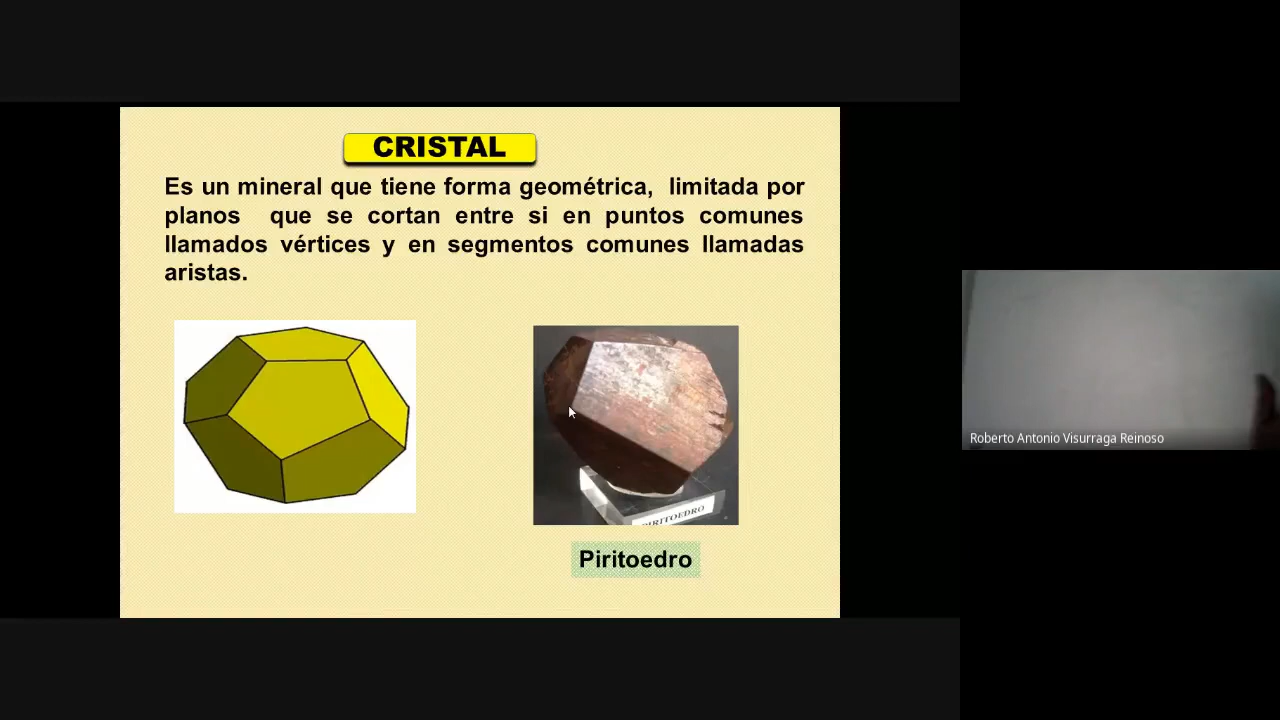 CRISTAL
Es un mineral que tiene forma geométrica, limitada por
planos que se cortan entre si en puntos comunes
llamados vértices y en segmentos comunes llamadas
aristas.
PIRITOEDRO
Piritoedro
Roberto Antonio Visurraga Reinoso